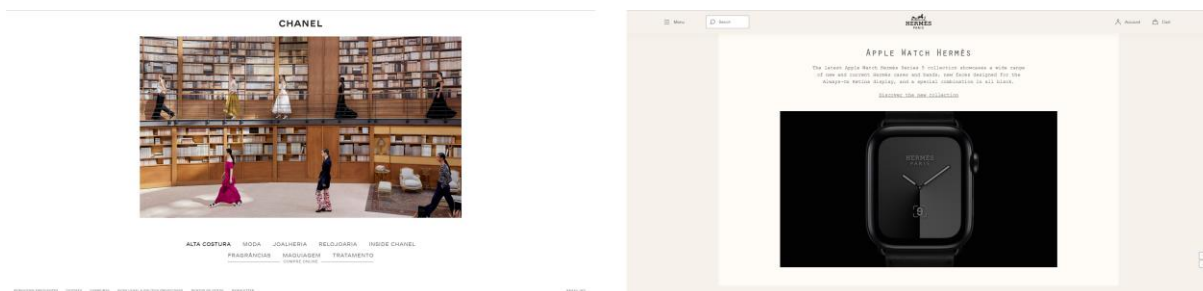 CHANEL
ALTA COSTURA MODA JOALHERIA RELOJOARIA INSIDE CHANEL
FRAGRÂNCIAS MAQUIAGEM TRATAMENTO
COMPRE ONLINE
Menu Search HERMÈS PARIS Account Cart
APPLE WATCH HERMÈS
The latest Apple Watch Hermès Series 5 collection showcases a wide range
of new and current Hermès cases and bands, new faces designed for the
Always-On Retina display, and a special combination in all black.
Discover the new collection
HERMÈS
PARIS